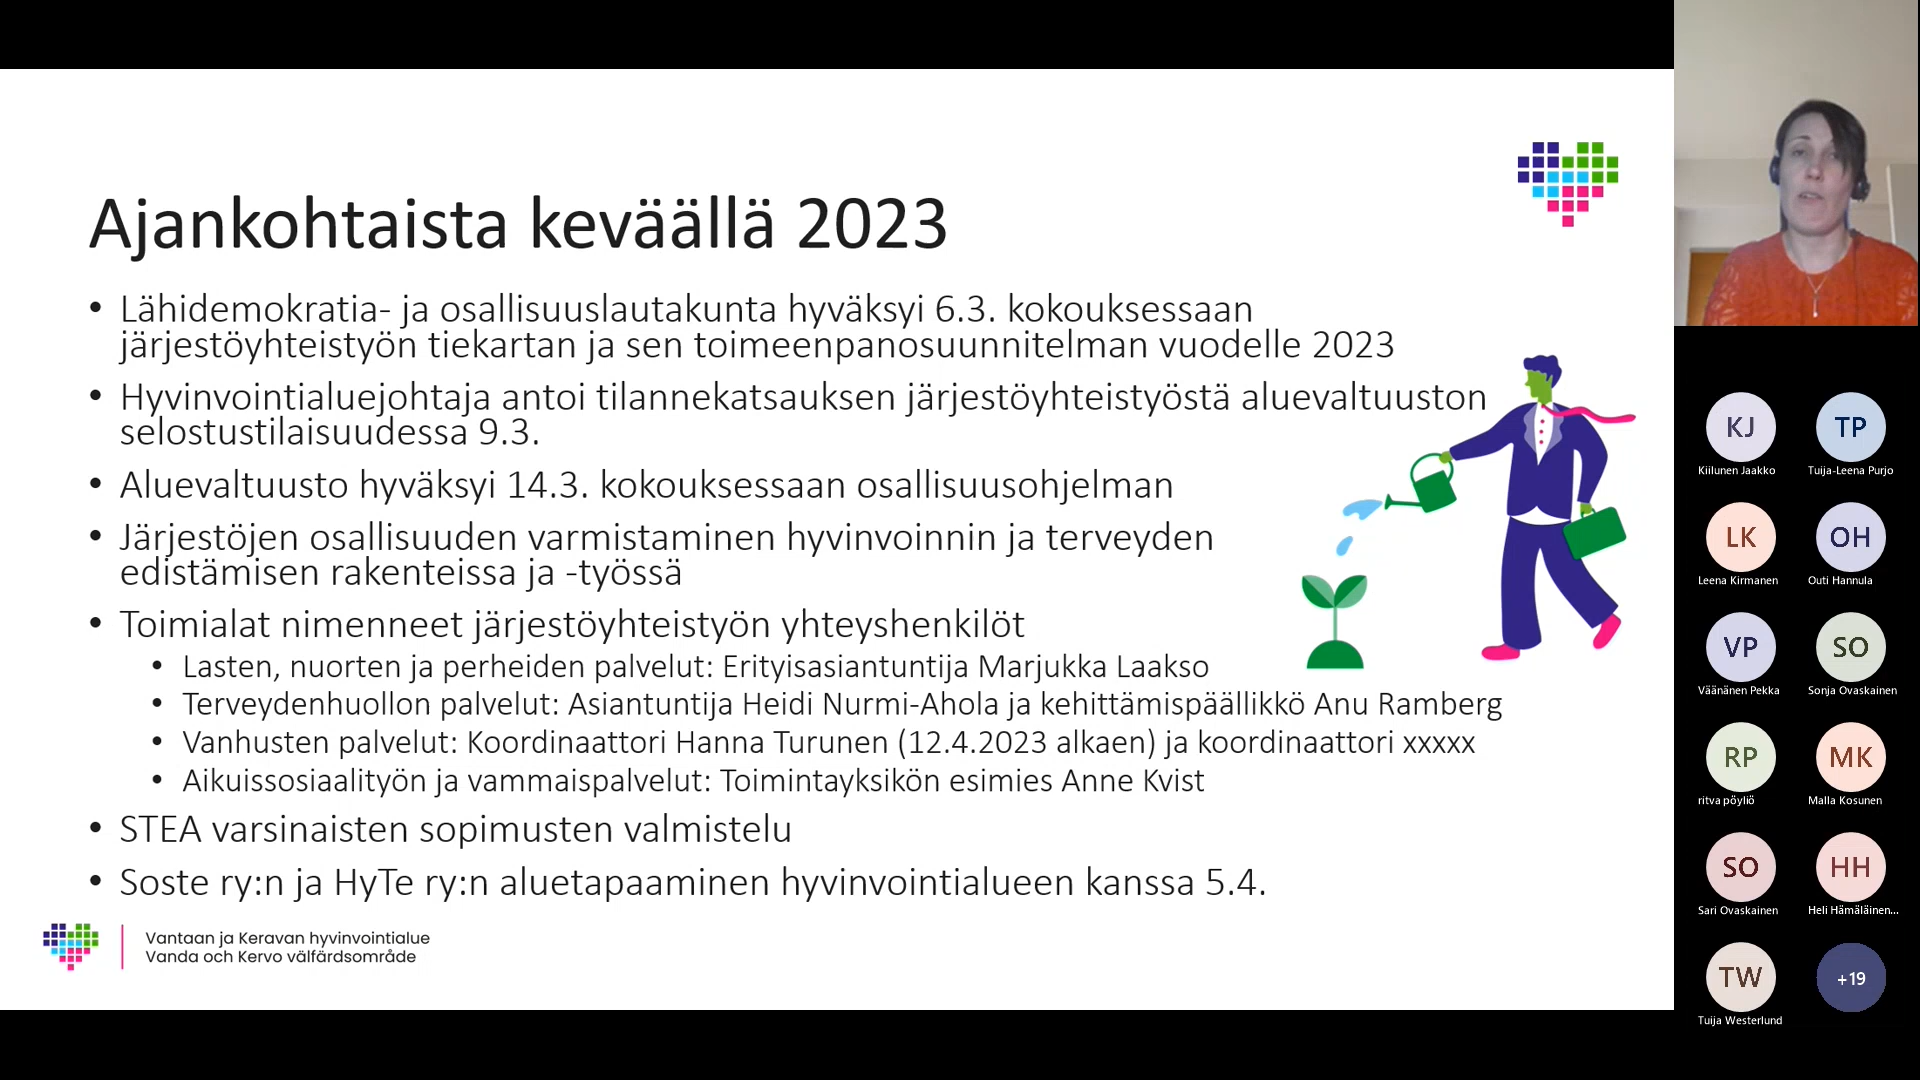 Ajankohtaista keväällä 2023
• Lähidemokratia- ja osallisuuslautakunta hyväksyi 6.3. kokouksessaan
järjestöyhteistyön tiekartan ja sen toimeenpanosuunnitelman vuodelle 2023
• Hyvinvointialuejohtaja antoi tilannekatsauksen järjestöyhteistyöstä aluevaltuuston
selostustilaisuudessa 9.3.
• Aluevaltuusto hyväksyi 14.3. kokouksessaan osallisuusohjelman
• Järjestöjen osallisuuden varmistaminen hyvinvoinnin ja terveyden
edistämisen rakenteissa ja -työssä
• Toimialat nimenneet järjestöyhteistyön yhteyshenkilöt
• Lasten, nuorten ja perheiden palvelut: Erityisasiantuntija Marjukka Laakso
• Terveydenhuollon palvelut: Asiantuntija Heidi Nurmi-Ahola ja kehittämispäällikkö Anu Ramberg
• Vanhusten palvelut: Koordinaattori Hanna Turunen (12.4.2023 alkaen) ja koordinaattori xxxxx
• Aikuissosiaalityön ja vammaispalvelut: Toimintayksikön esimies Anne Kvist
• STEA varsinaisten sopimusten valmistelu
• Soste ry:n ja HyTe ry:n aluetapaaminen hyvinvointialueen kanssa 5.4.
Vantaan ja Keravan hyvinvointialue
Vanda och Kervo välfärdsområde
KJ
Kiilunen Jaakko
TP
Tuija-Leena Purjo
LK
Leena Kirmanen
OH
Outi Hannula
VP
Väänänen Pekka
SO
Sonja Ovaskainen
RP
ritva pöyliö
MK
Malla Kosunen
SO
Sari Ovaskainen
HH
Heli Hämäläinen...
TW
Tuija Westerlund
+19